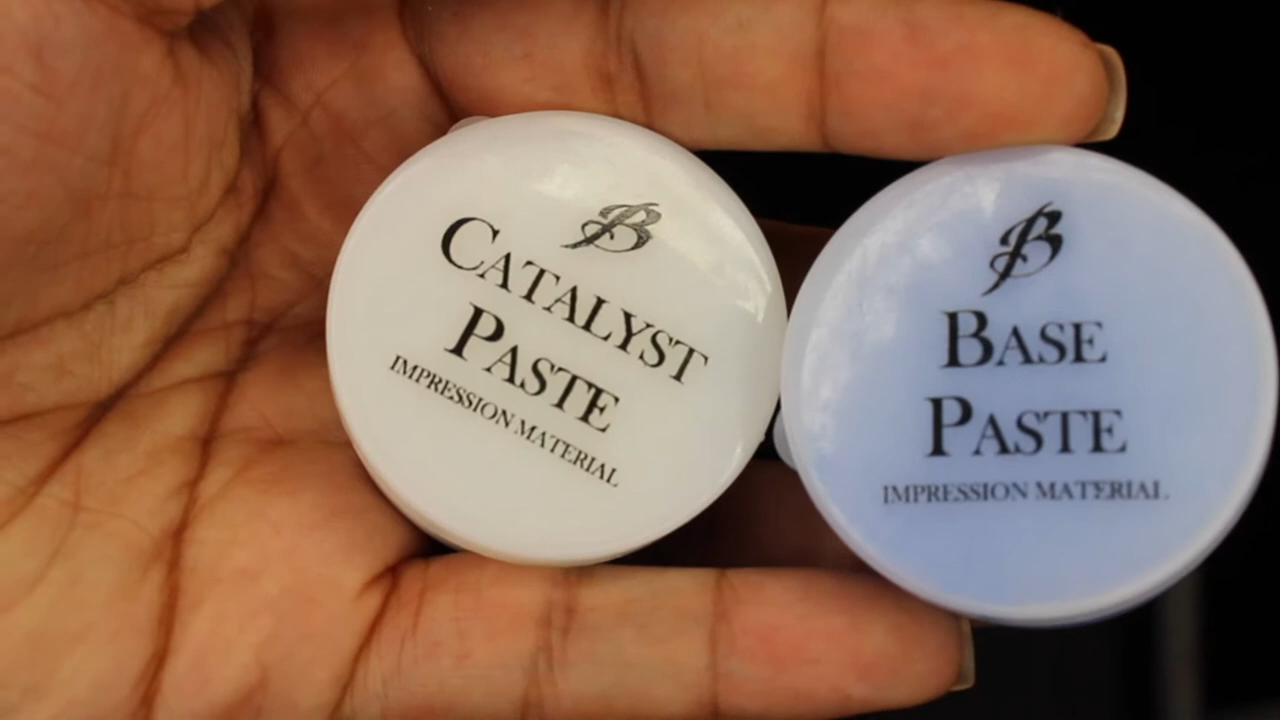 B
CATALYST
PASTE
IMPRESSION MATERIAL
B
BASE
PASTE
IMPRESSION MATERIAL